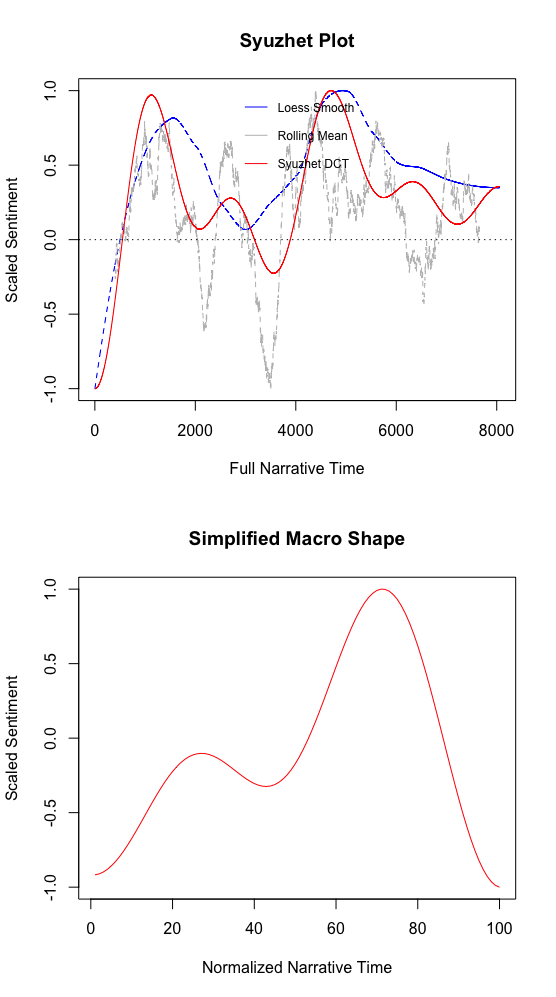 Syuzhet Plot
Scaled Sentiment
1.0
0.5
0.0
-0.5
-1.0
Loess Smooth
Rolling Mean
Syuzhet DCT
0 2000 4000 6000 8000
Full Narrative Time
Simplified Macro Shape
Scaled Sentiment
1.0
0.5
0.0
-0.5
-1.0
0 20 40 60 80 100
Normalized Narrative Time